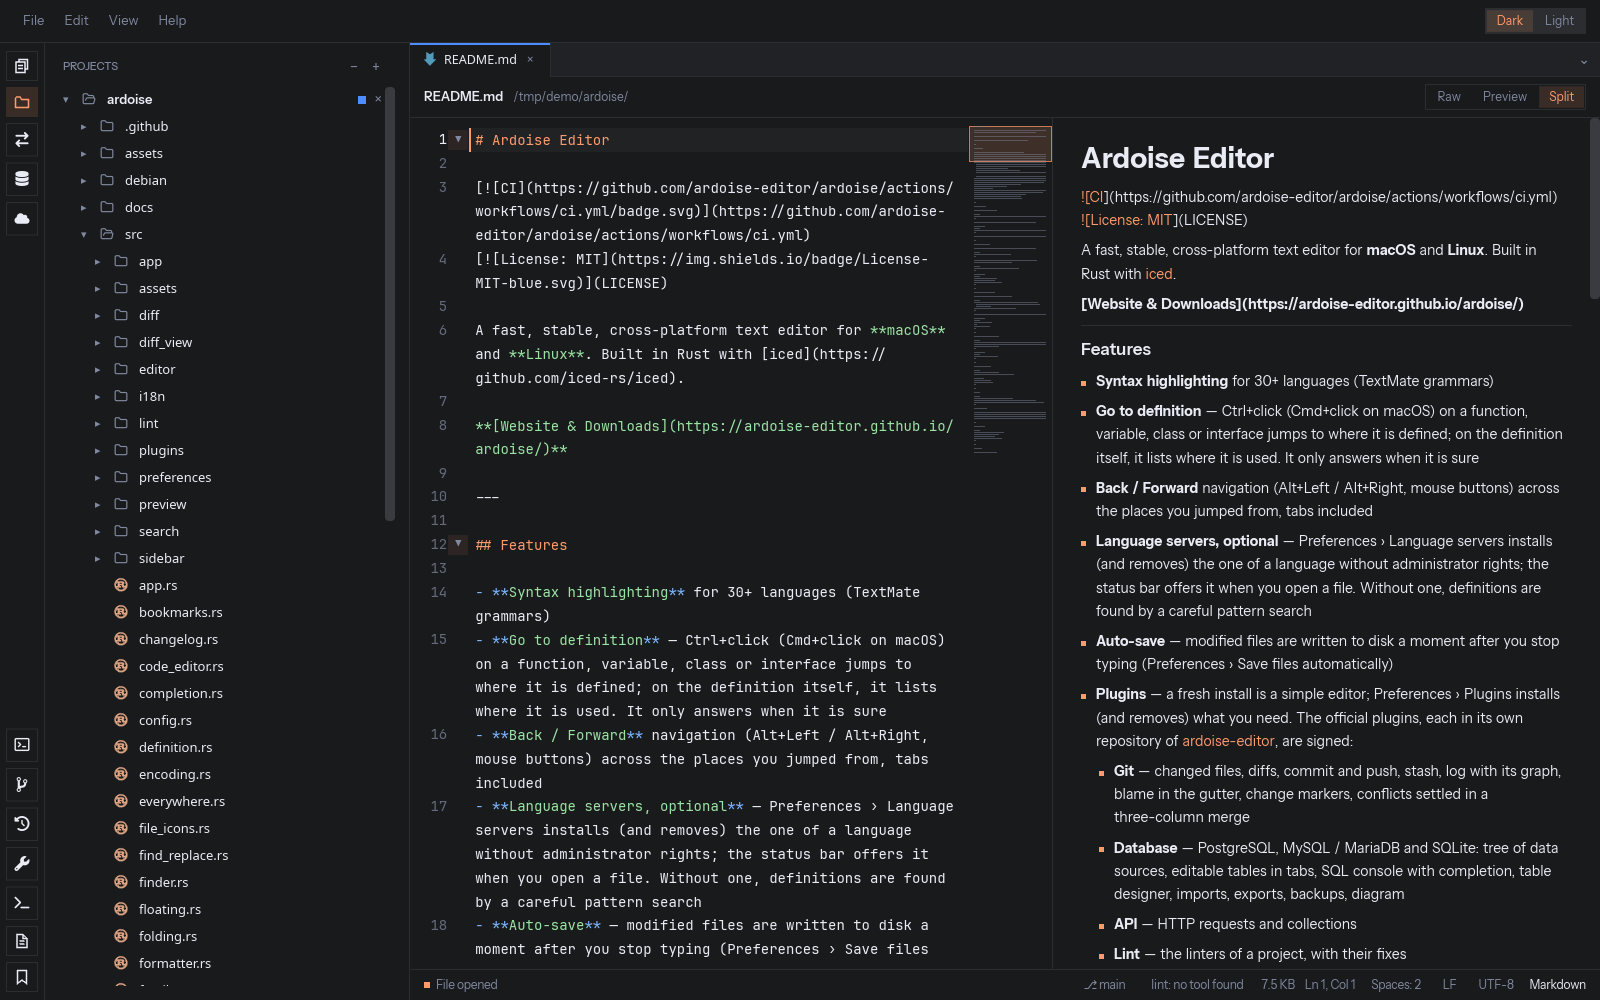 File Edit View Help
Dark Light
PROJECTS
ardoise
.github
assets
debian
docs
src
app
assets
diff
diff_view
editor
i18n
lint
plugins
preferences
preview
search
sidebar
app.rs
bookmarks.rs
changelog.rs
code_editor.rs
completion.rs
config.rs
definition.rs
encoding.rs
everywhere.rs
file_icons.rs
find_replace.rs
finder.rs
floating.rs
folding.rs
formatter.rs
README.md ×
README.md /tmp/demo/ardoise/
Raw Preview Split
1 # Ardoise Editor
2
3 [![CI](https://github.com/ardoise-editor/ardoise/actions/
workflows/ci.yml/badge.svg)](https://github.com/ardoise-
editor/ardoise/actions/workflows/ci.yml)
4 [![License: MIT](https://img.shields.io/badge/License-
MIT-blue.svg)](LICENSE)
5
6 A fast, stable, cross-platform text editor for **macOS**
and **Linux**. Built in Rust with [iced](https://
github.com/iced-rs/iced).
7
8 **[Website & Downloads](https://ardoise-editor.github.io/
ardoise/)**
9
10 ---
11
12 ## Features
13
14 - **Syntax highlighting** for 30+ languages (TextMate
grammars)
15 - **Go to definition** — Ctrl+click (Cmd+click on macOS)
on a function, variable, class or interface jumps to
where it is defined; on the definition itself, it lists
where it is used. It only answers when it is sure
16 - **Back / Forward** navigation (Alt+Left / Alt+Right,
mouse buttons) across the places you jumped from, tabs
included
17 - **Language servers, optional** — Preferences › Language
servers installs (and removes) the one of a language
without administrator rights; the status bar offers it
when you open a file. Without one, definitions are found
by a careful pattern search
18 - **Auto-save** — modified files are written to disk a
moment after you stop typing (Preferences › Save files
Ardoise Editor
![CI](https://github.com/ardoise-editor/ardoise/actions/workflows/ci.yml)
![License: MIT](LICENSE)
A fast, stable, cross-platform text editor for macOS and Linux. Built in
Rust with iced.
[Website & Downloads](https://ardoise-editor.github.io/ardoise/)
Features
Syntax highlighting for 30+ languages (TextMate grammars)
Go to definition — Ctrl+click (Cmd+click on macOS) on a function,
variable, class or interface jumps to where it is defined; on the definition
itself, it lists where it is used. It only answers when it is sure
Back / Forward navigation (Alt+Left / Alt+Right, mouse buttons) across
the places you jumped from, tabs included
Language servers, optional — Preferences › Language servers installs
(and removes) the one of a language without administrator rights; the
status bar offers it when you open a file. Without one, definitions are
found by a careful pattern search
Auto-save — modified files are written to disk a moment after you stop
typing (Preferences › Save files automatically)
Plugins — a fresh install is a simple editor; Preferences › Plugins installs
(and removes) what you need. The official plugins, each in its own
repository of ardoise-editor, are signed:
Git — changed files, diffs, commit and push, stash, log with its graph,
blame in the gutter, change markers, conflicts settled in a
three-column merge
Database — PostgreSQL, MySQL / MariaDB and SQLite: tree of data
sources, editable tables in tabs, SQL console with completion, table
designer, imports, exports, backups, diagram
API — HTTP requests and collections
Lint — the linters of a project, with their fixes
File opened
main lint: no tool found 7.5 KB Ln 1, Col 1 Spaces: 2 LF UTF-8 Markdown